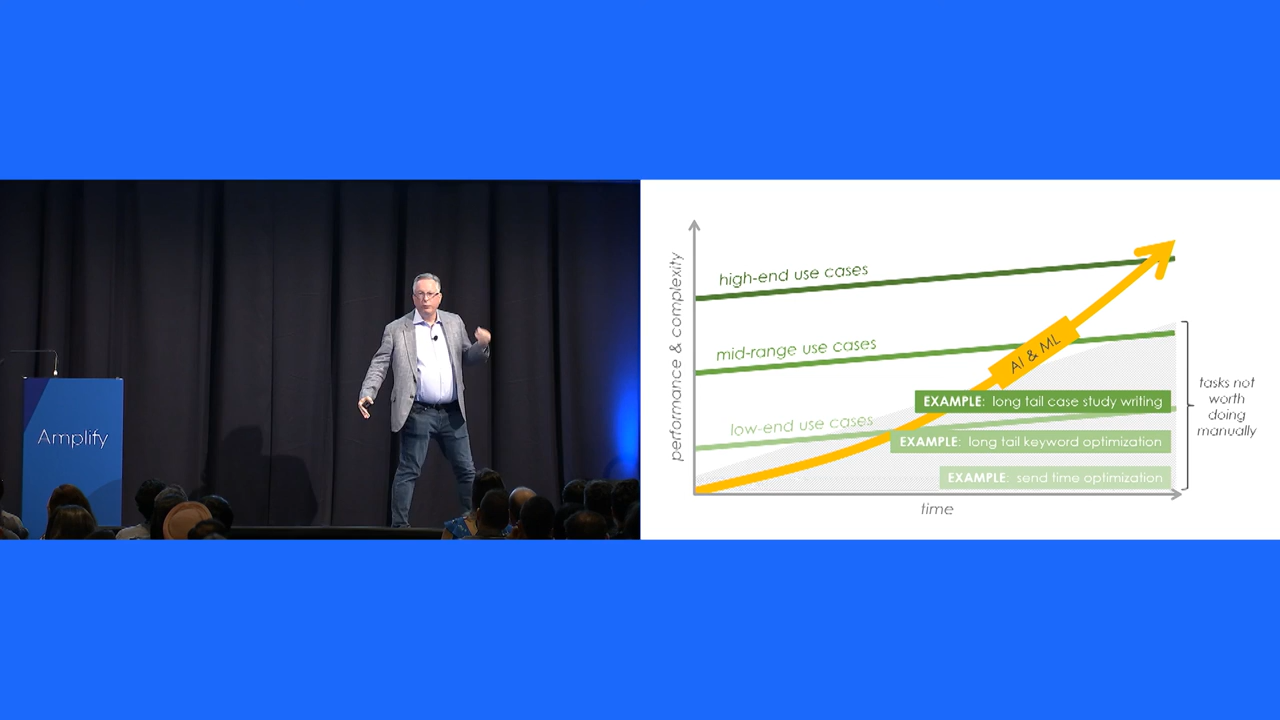 Amplify
performance & complexity
high-end use cases
mid-range use cases
low-end use cases
AI & ML
EXAMPLE: long tail case study writing
EXAMPLE: long tail keyword optimization
EXAMPLE: send time optimization
tasks not
worth
doing
manually
time